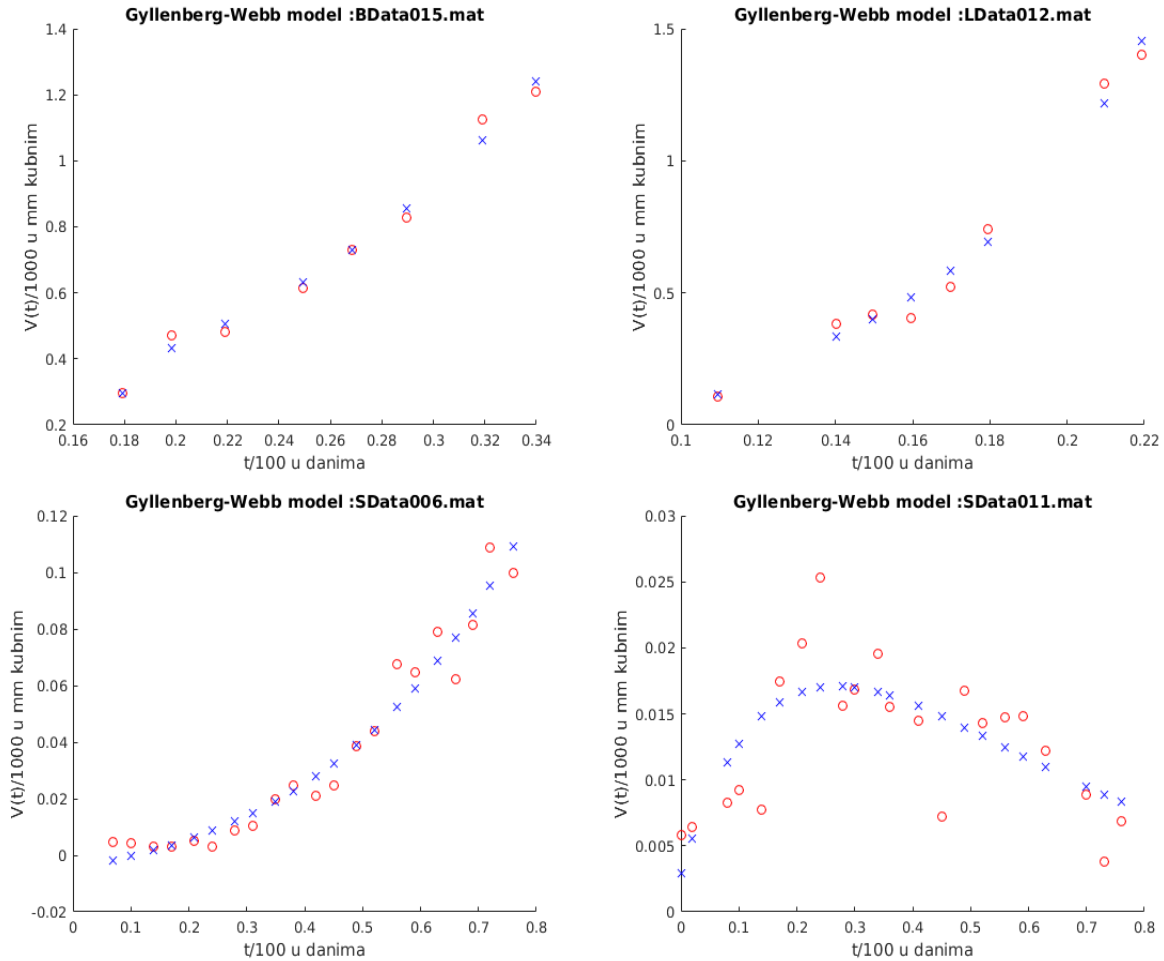 Gyllenberg-Webb model :BData015.mat
1.4
1.2
1
0.8
0.6
0.4
0.2
V(t)/1000 u mm kubnim
0.16 0.18 0.2 0.22 0.24 0.26 0.28 0.3 0.32 0.34
t/100 u danima
Gyllenberg-Webb model :LData012.mat
1.5
1
0.5
0
V(t)/1000 u mm kubnim
0.1 0.12 0.14 0.16 0.18 0.2 0.22
t/100 u danima
Gyllenberg-Webb model :SData006.mat
0.12
0.1
0.08
0.06
0.04
0.02
0
-0.02
V(t)/1000 u mm kubnim
0 0.1 0.2 0.3 0.4 0.5 0.6 0.7 0.8
t/100 u danima
Gyllenberg-Webb model :SData011.mat
0.03
0.025
0.02
0.015
0.01
0.005
0
V(t)/1000 u mm kubnim
0 0.1 0.2 0.3 0.4 0.5 0.6 0.7 0.8
t/100 u danima